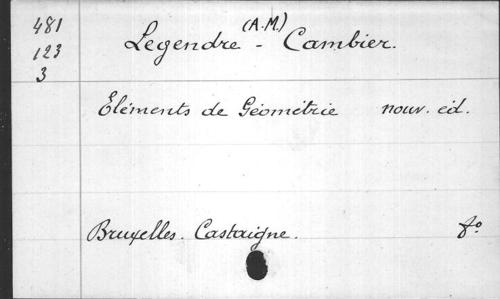 481
123
3
Legendre (A.M.) - Cambier.
Éléments de Géométrie nouv. éd.
Bruxelles. Castaigne. 8°